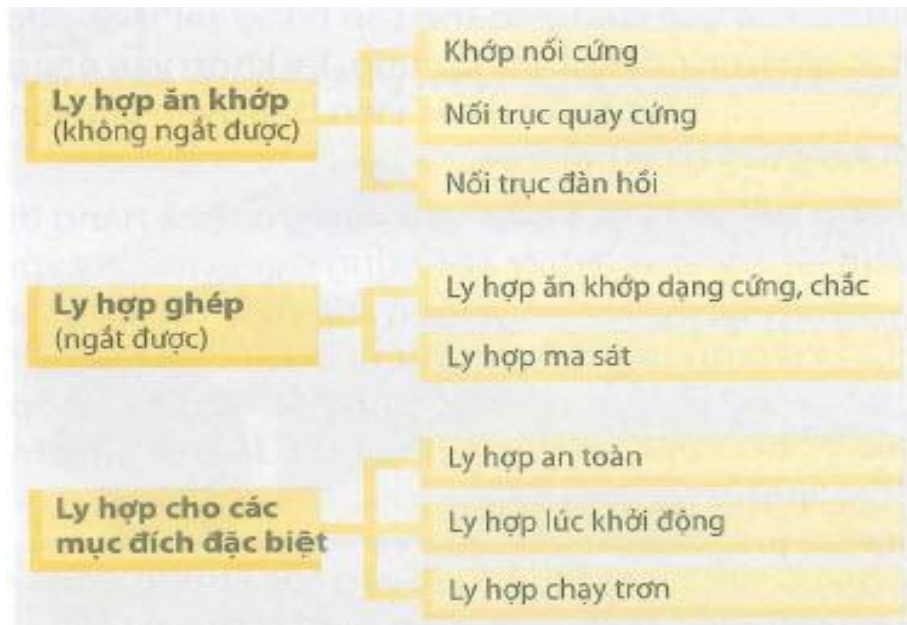 Khớp nối cứng
Ly hợp ăn khớp
(không ngắt được)
Nối trục quay cứng
Nối trục đàn hồi
Ly hợp ghép
(ngắt được)
Ly hợp ăn khớp dạng cứng, chắc
Ly hợp ma sát
Ly hợp cho các
mục đích đặc biệt
Ly hợp an toàn
Ly hợp lúc khởi động
Ly hợp chạy trơn